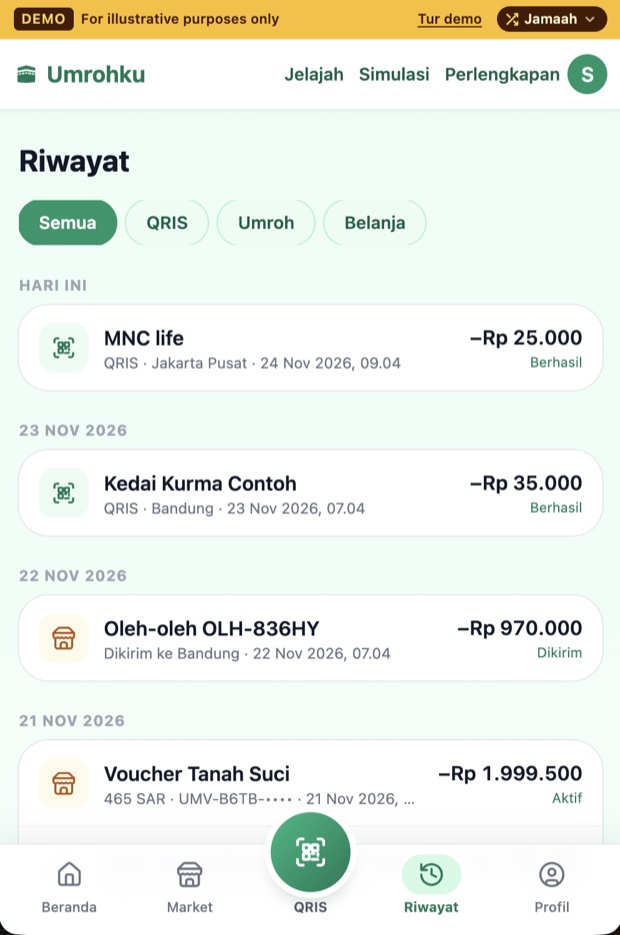 DEMO For illustrative purposes only Tur demo Jamaah
Umrohku Jelajah Simulasi Perlengkapan S
Riwayat
Semua QRIS Umroh Belanja
HARI INI
MNC life −Rp 25.000
QRIS · Jakarta Pusat · 24 Nov 2026, 09.04 Berhasil
23 NOV 2026
Kedai Kurma Contoh −Rp 35.000
QRIS · Bandung · 23 Nov 2026, 07.04 Berhasil
22 NOV 2026
Oleh-oleh OLH-836HY −Rp 970.000
Dikirim ke Bandung · 22 Nov 2026, 07.04 Dikirim
21 NOV 2026
Voucher Tanah Suci −Rp 1.999.500
465 SAR · UMV-B6TB-•••• · 21 Nov 2026, ... Aktif
Beranda Market QRIS Riwayat Profil